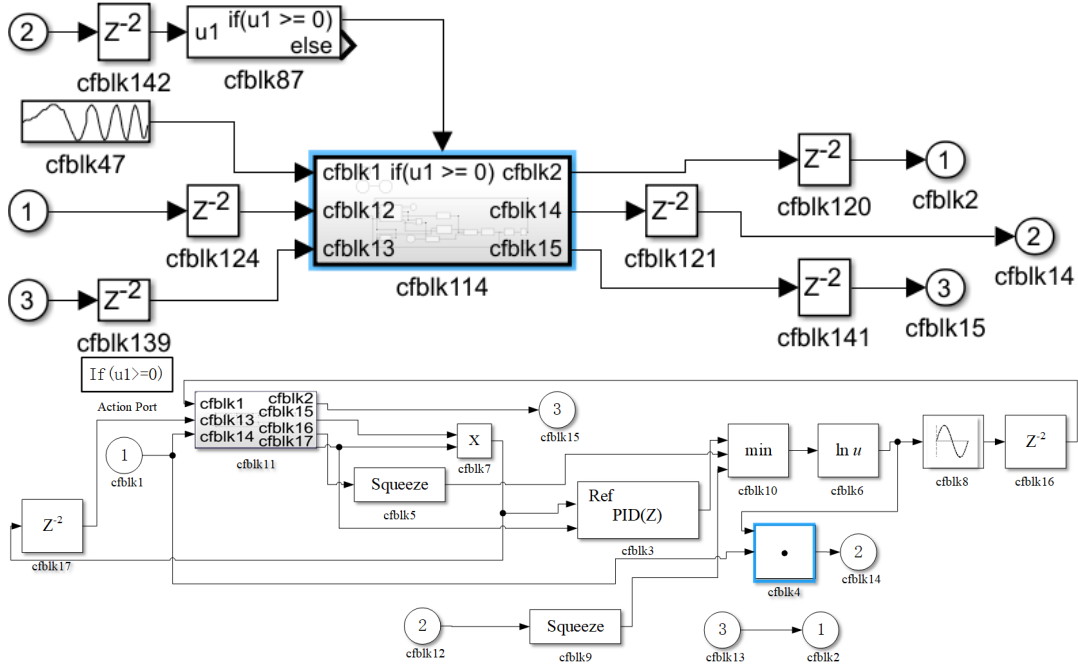 2
Z-2
u1 if(u1 >= 0)
else
cfblk142
cfblk87
cfblk47
cfblk1 if(u1 >= 0) cfblk2
cfblk12 cfblk14
cfblk13 cfblk15
cfblk114
1
Z-2
cfblk124
3
Z-2
cfblk139
Z-2
cfblk120
1
cfblk2
Z-2
cfblk121
2
cfblk14
Z-2
cfblk141
3
cfblk15
If(u1>=0)
Action Port
cfblk1 cfblk2
cfblk13 cfblk15
cfblk14 cfblk16
cfblk17
cfblk11
1
cfblk1
3
cfblk15
X
cfblk7
Squeeze
cfblk5
Ref
PID(Z)
cfblk3
min
cfblk10
ln u
cfblk6
cfblk8
Z-2
cfblk16
Z-2
cfblk17
cfblk4
2
cfblk14
2
cfblk12
Squeeze
cfblk9
3
cfblk13
1
cfblk2